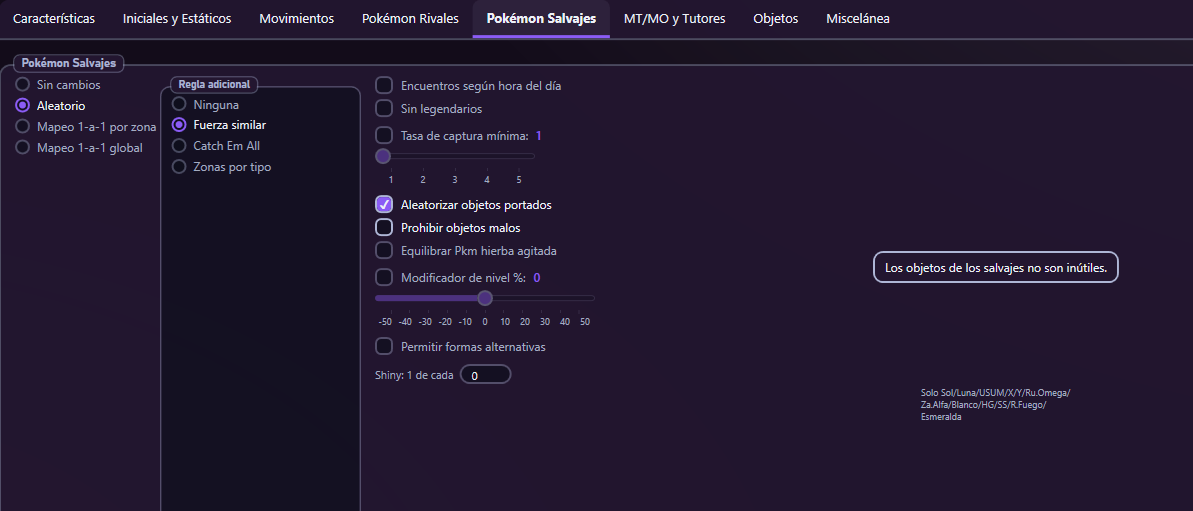 Características Iniciales y Estáticos Movimientos Pokémon Rivales Pokémon Salvajes MT/MO y Tutores Objetos Miscelánea
Pokémon Salvajes
Sin cambios
Aleatorio
Mapeo 1-a-1 por zona
Mapeo 1-a-1 global
Regla adicional
Ninguna
Fuerza similar
Catch Em All
Zonas por tipo
Encuentros según hora del día
Sin legendarios
Tasa de captura mínima: 1
1 2 3 4 5
Aleatorizar objetos portados
Prohibir objetos malos
Equilibrar Pkm hierba agitada
Modificador de nivel %: 0
-50 -40 -30 -20 -10 0 10 20 30 40 50
Permitir formas alternativas
Shiny: 1 de cada 0
Los objetos de los salvajes no son inútiles.
Solo Sol/Luna/USUM/X/Y/Ru.Omega/
Za.Alfa/Blanco/HG/SS/R.Fuego/
Esmeralda